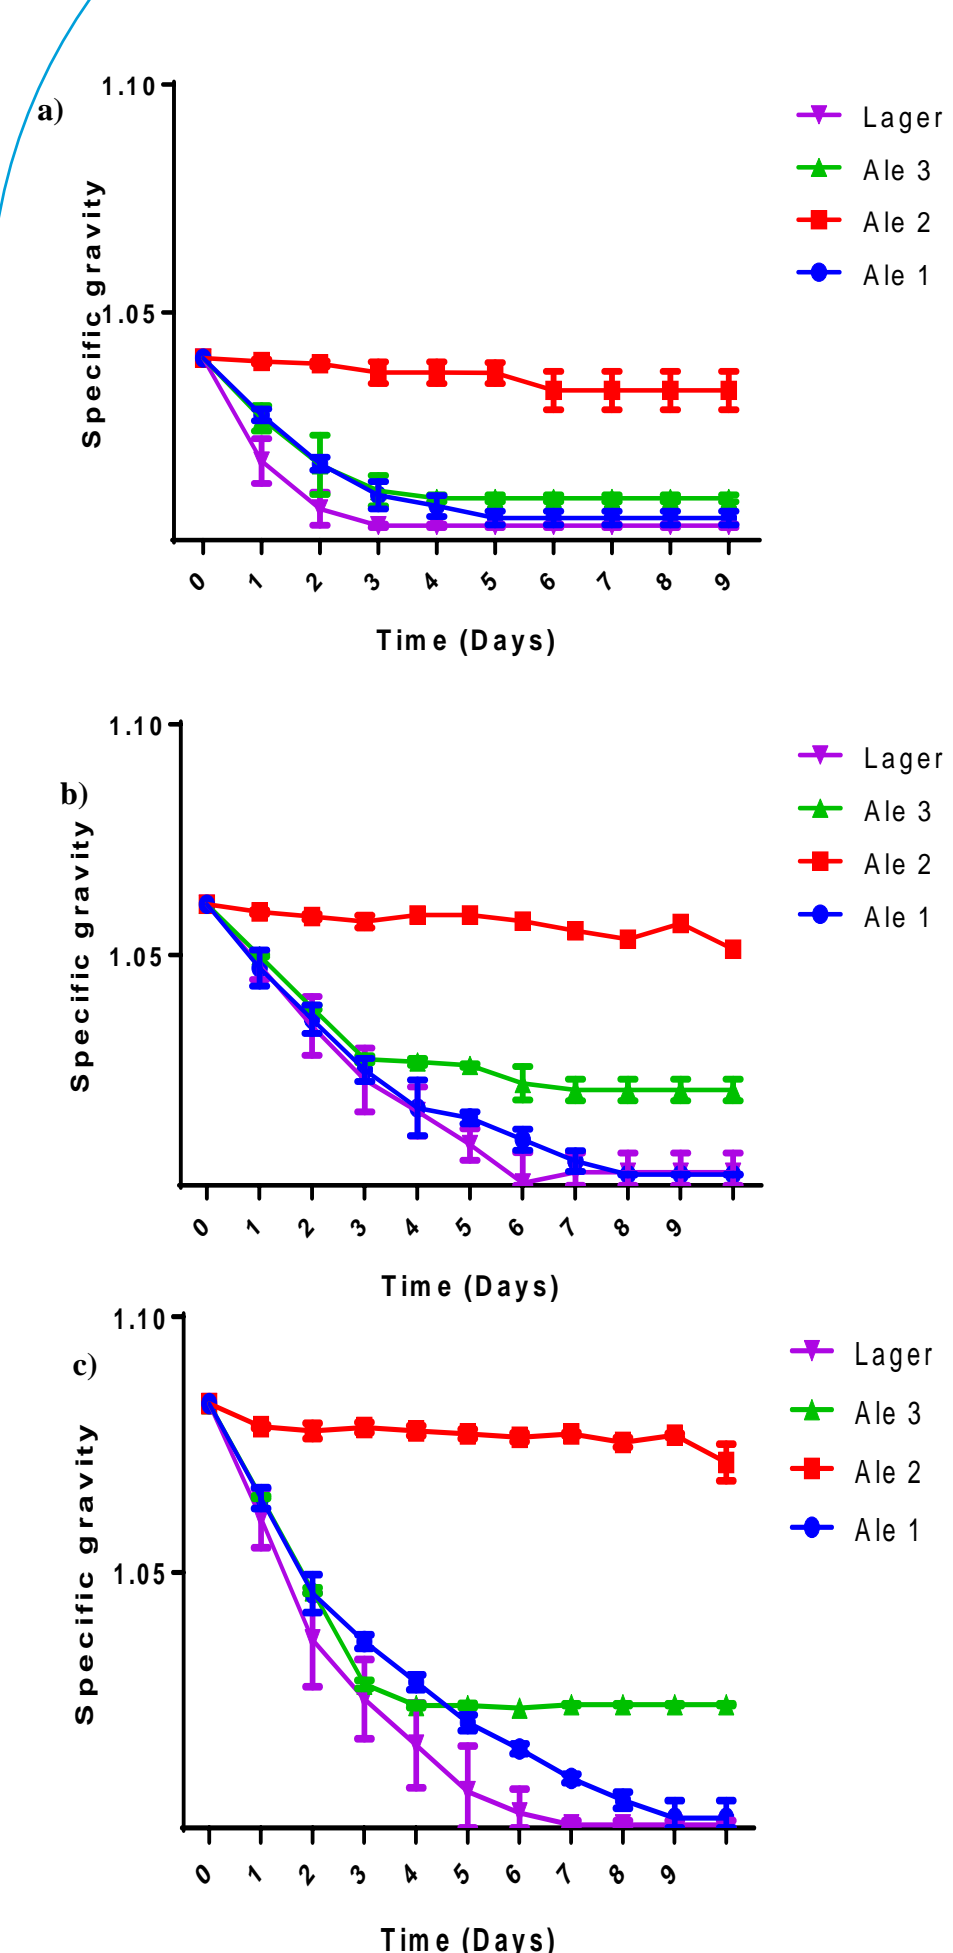 a)
1.10
1.05
Specific gravity
0 1 2 3 4 5 6 7 8 9
Time (Days)
Lager
Ale 3
Ale 2
Ale 1
b)
1.10
1.05
Specific gravity
0 1 2 3 4 5 6 7 8 9
Time (Days)
Lager
Ale 3
Ale 2
Ale 1
c)
1.10
1.05
Specific gravity
0 1 2 3 4 5 6 7 8 9
Time (Days)
Lager
Ale 3
Ale 2
Ale 1